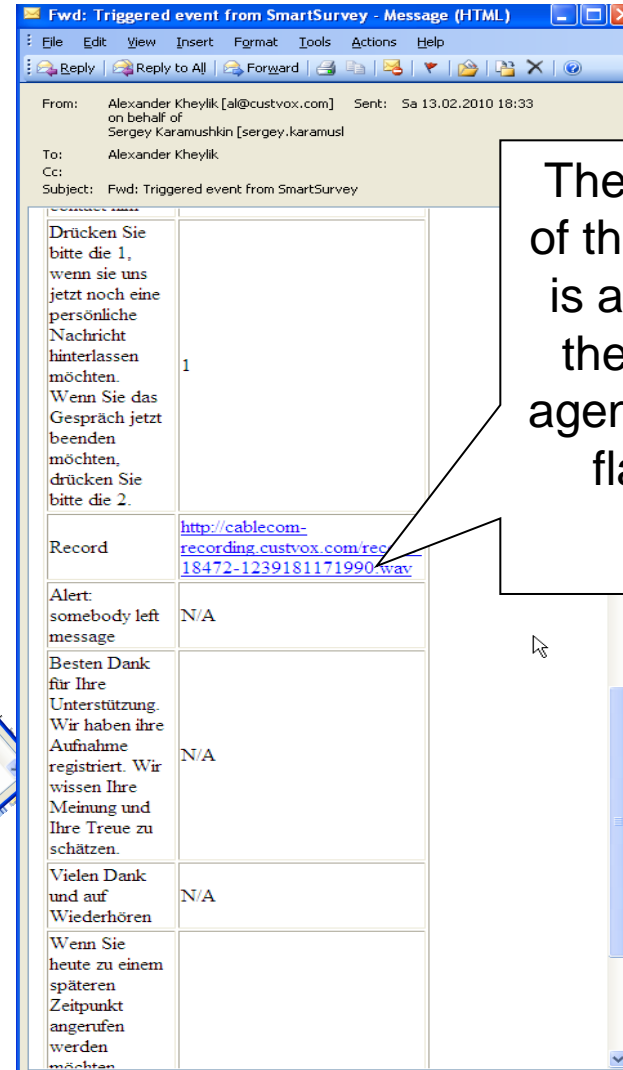 Fwd: Triggered event from SmartSurvey - Message (HTML)
File Edit View Insert Format Tools Actions Help
Reply Reply to All Forward
From: Alexander Kheylik [al@custvox.com] Sent: Sa 13.02.2010 18:33
on behalf of
Sergey Karamushkin [sergey.karamusl
To: Alexander Kheylik
Cc:
Subject: Fwd: Triggered event from SmartSurvey
contact him
Drücken Sie
bitte die 1,
wenn sie uns
jetzt noch eine
persönliche
Nachricht
hinterlassen
möchten.
Wenn Sie das
Gespräch jetzt
beenden
möchten,
drücken Sie
bitte die 2.
1
Record
http://cablecom-
recording.custvox.com/rec
18472-1239181171990.wav
Alert:
somebody left
message
N/A
Besten Dank
für Ihre
Unterstützung.
Wir haben ihre
Aufnahme
registriert. Wir
wissen Ihre
Meinung und
Ihre Treue zu
schätzen.
N/A
Vielen Dank
und auf
Wiederhören
N/A
Wenn Sie
heute zu einem
späteren
Zeitpunkt
angerufen
werden
möchten
The
of th
is a
the
agen
fla